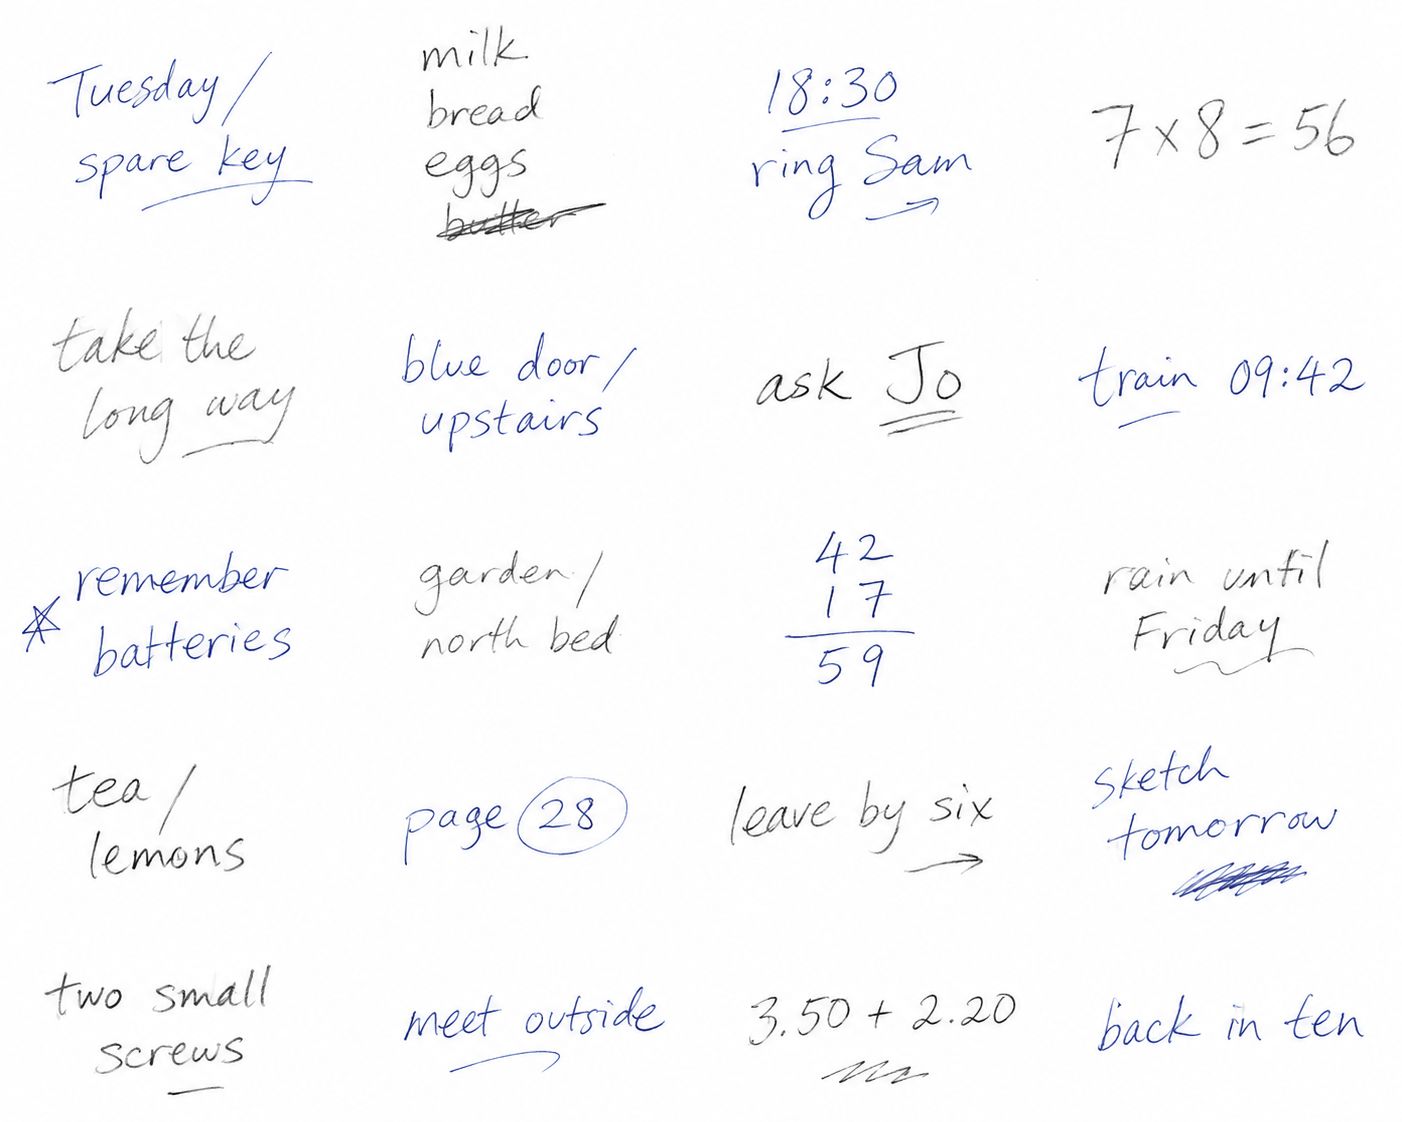 Tuesday/
spare key
milk
bread
eggs
butter
18:30
ring Sam
7 x 8 = 56
take the
long way
blue door/
upstairs
ask Jo
train 09:42
remember
batteries
garden/
north bed
42
17
59
rain until
Friday
tea/
lemons
page 28
leave by six
sketch
tomorrow
two small
screws
meet outside
3.50 + 2.20
back in ten